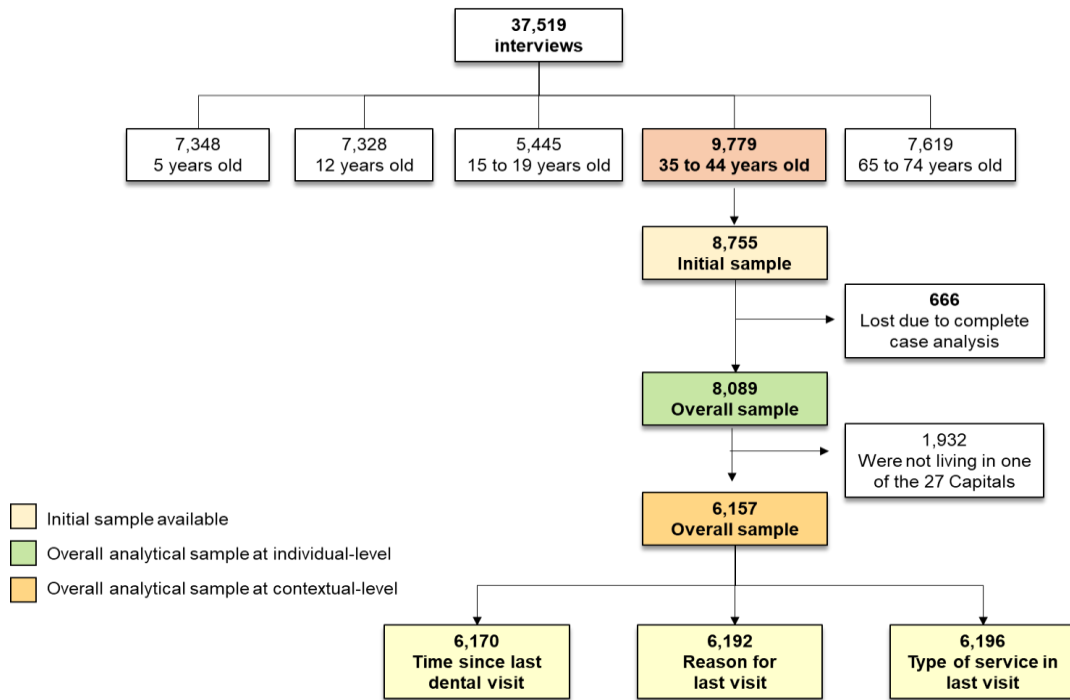 37,519
interviews
7,348
5 years old
7,328
12 years old
5,445
15 to 19 years old
9,779
35 to 44 years old
7,619
65 to 74 years old
8,755
Initial sample
666
Lost due to complete
case analysis
8,089
Overall sample
1,932
Were not living in one
of the 27 Capitals
6,157
Overall sample
Initial sample available
Overall analytical sample at individual-level
Overall analytical sample at contextual-level
6,170
Time since last
dental visit
6,192
Reason for
last visit
6,196
Type of service in
last visit